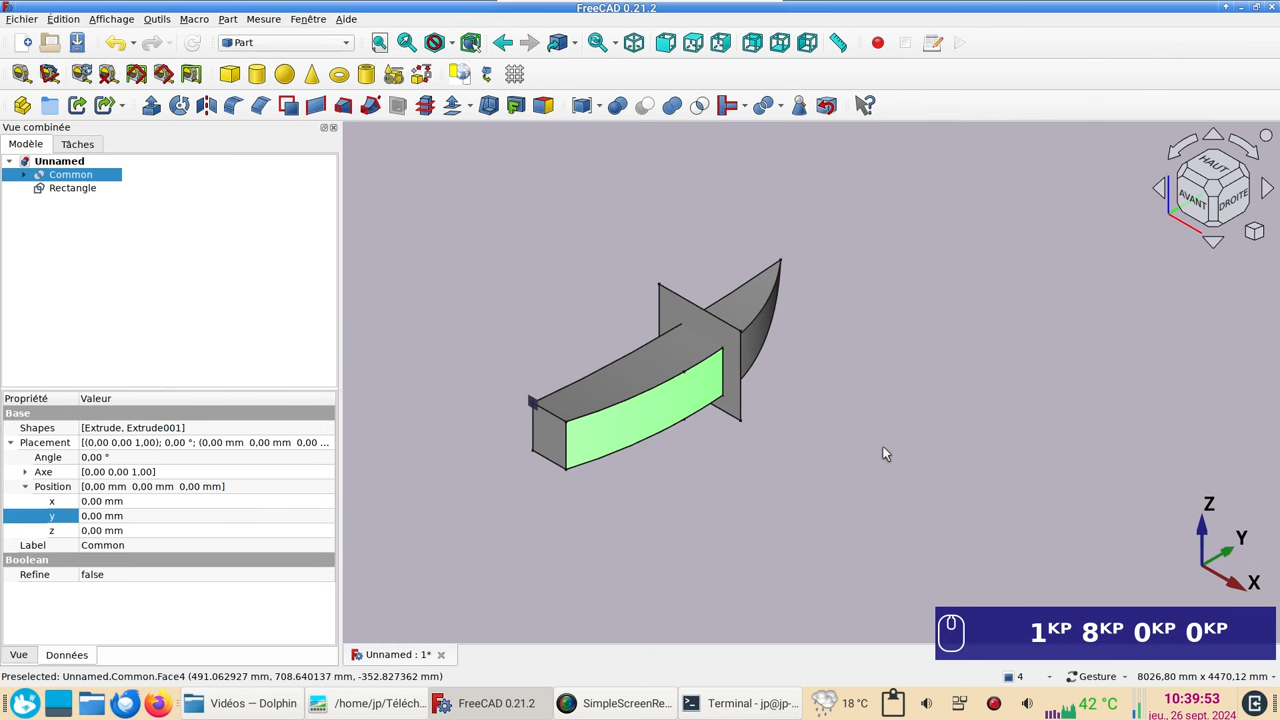 FreeCAD 0.21.2
Fichier Édition Affichage Outils Macro Part Mesure Fenêtre Aide
Part
Vue combinée
Modèle Tâches
Unnamed
Common
Rectangle
HAUT
AVANT
DROITE
Propriété Valeur
Base
Shapes [Extrude, Extrude001]
Placement [(0,00 0,00 1,00); 0,00 °; (0,00 mm 0,00 mm 0,00 ...
Angle 0,00 °
Axe [0,00 0,00 1,00]
Position [0,00 mm 0,00 mm 0,00 mm]
x 0,00 mm
y 0,00 mm
z 0,00 mm
Label Common
Boolean
Refine false
Z
Y
X
1KP 8KP 0KP 0KP
Vue Données
Unnamed : 1*
Preselected: Unnamed.Common.Face4 (491.062927 mm, 708.640137 mm, -352.827362 mm)
4 Gesture 8026,80 mm x 4470,12 mm
Vidéos — Dolphin
/home/jp/Téléch...
FreeCAD 0.21.2
SimpleScreenRe...
Terminal - jp@jp-...
18 °C
42 °C
10:39:53
jeu., 26 sept. 2024